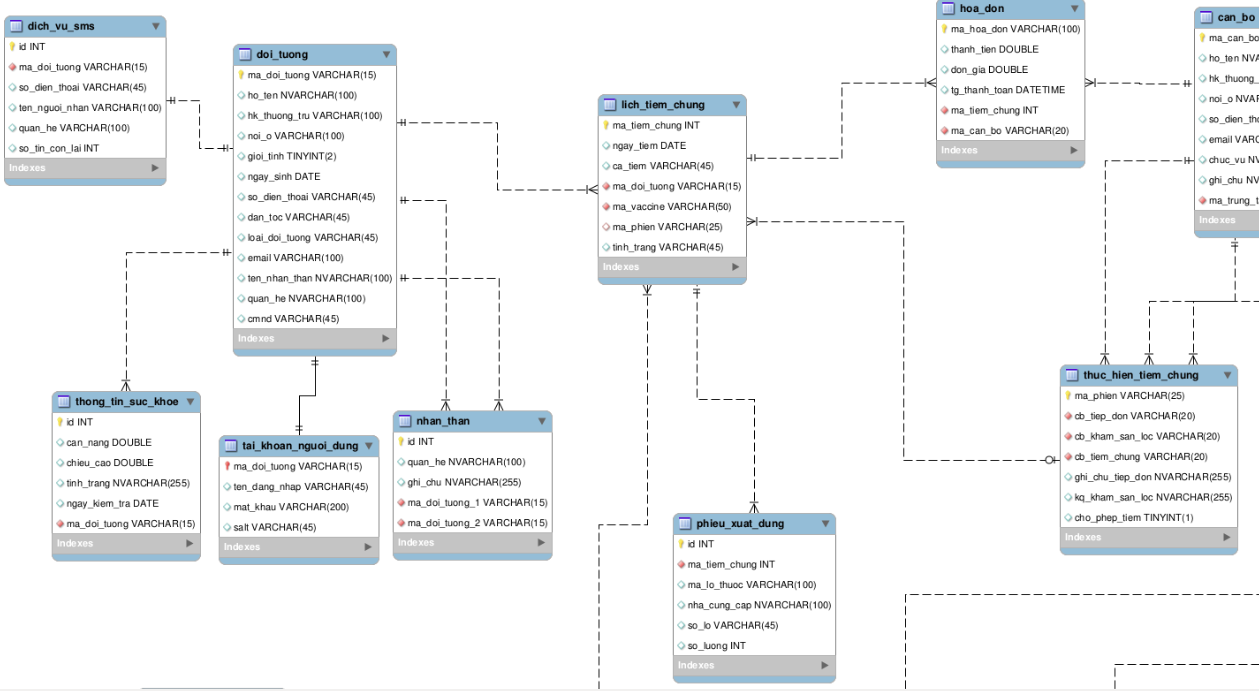 dich_vu_sms
id INT
ma_doi_tuong VARCHAR(15)
so_dien_thoai VARCHAR(45)
ten_nguoi_nhan VARCHAR(100)
quan_he VARCHAR(100)
so_tin_con_lai INT
Indexes
doi_tuong
ma_doi_tuong VARCHAR(15)
ho_ten NVARCHAR(100)
hk_thuong_tru VARCHAR(100)
noi_o VARCHAR(100)
gioi_tinh TINYINT(2)
ngay_sinh DATE
so_dien_thoai VARCHAR(45)
dan_toc VARCHAR(45)
loai_doi_tuong VARCHAR(45)
email VARCHAR(100)
ten_nhan_than NVARCHAR(100)
quan_he NVARCHAR(100)
cmnd VARCHAR(45)
Indexes
lich_tiem_chung
ma_tiem_chung INT
ngay_tiem DATE
ca_tiem VARCHAR(45)
ma_doi_tuong VARCHAR(15)
ma_vaccine VARCHAR(50)
ma_phien VARCHAR(25)
tinh_trang VARCHAR(45)
Indexes
hoa_don
ma_hoa_don VARCHAR(100)
thanh_tien DOUBLE
don_gia DOUBLE
tg_thanh_toan DATETIME
ma_tiem_chung INT
ma_can_bo VARCHAR(20)
Indexes
can_bo
ma_can_bo
ho_ten NVA
hk_thuong_
noi_o NVAR
so_dien_tho
email VARC
chuc_vu NV
ghi_chu NV
ma_trung_t
Indexes
thong_tin_suc_khoe
id INT
can_nang DOUBLE
chieu_cao DOUBLE
tinh_trang NVARCHAR(255)
ngay_kiem_tra DATE
ma_doi_tuong VARCHAR(15)
Indexes
tai_khoan_nguoi_dung
ma_doi_tuong VARCHAR(15)
ten_dang_nhap VARCHAR(45)
mat_khau VARCHAR(200)
salt VARCHAR(45)
Indexes
nhan_than
id INT
quan_he NVARCHAR(100)
ghi_chu NVARCHAR(255)
ma_doi_tuong_1 VARCHAR(15)
ma_doi_tuong_2 VARCHAR(15)
Indexes
phieu_xuat_dung
id INT
ma_tiem_chung INT
ma_lo_thuoc VARCHAR(100)
nha_cung_cap NVARCHAR(100)
so_lo VARCHAR(45)
so_luong INT
Indexes
thuc_hien_tiem_chung
ma_phien VARCHAR(25)
cb_tiep_don VARCHAR(20)
cb_kham_san_loc VARCHAR(20)
cb_tiem_chung VARCHAR(20)
ghi_chu_tiep_don NVARCHAR(255)
kq_kham_san_loc NVARCHAR(255)
cho_phep_tiem TINYINT(1)
Indexes